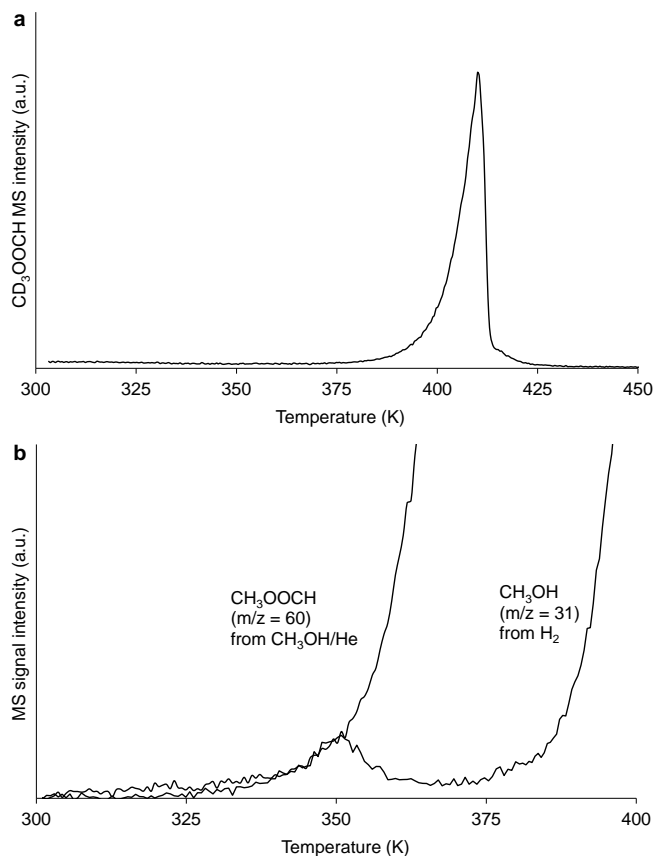 a
CD₃OOCH MS intensity (a.u.)
300 325 350 375 400 425 450
Temperature (K)
b
MS signal intensity (a.u.)
CH₃OOCH
(m/z = 60)
from CH₃OH/He
CH₃OH
(m/z = 31)
from H₂
300 325 350 375 400
Temperature (K)